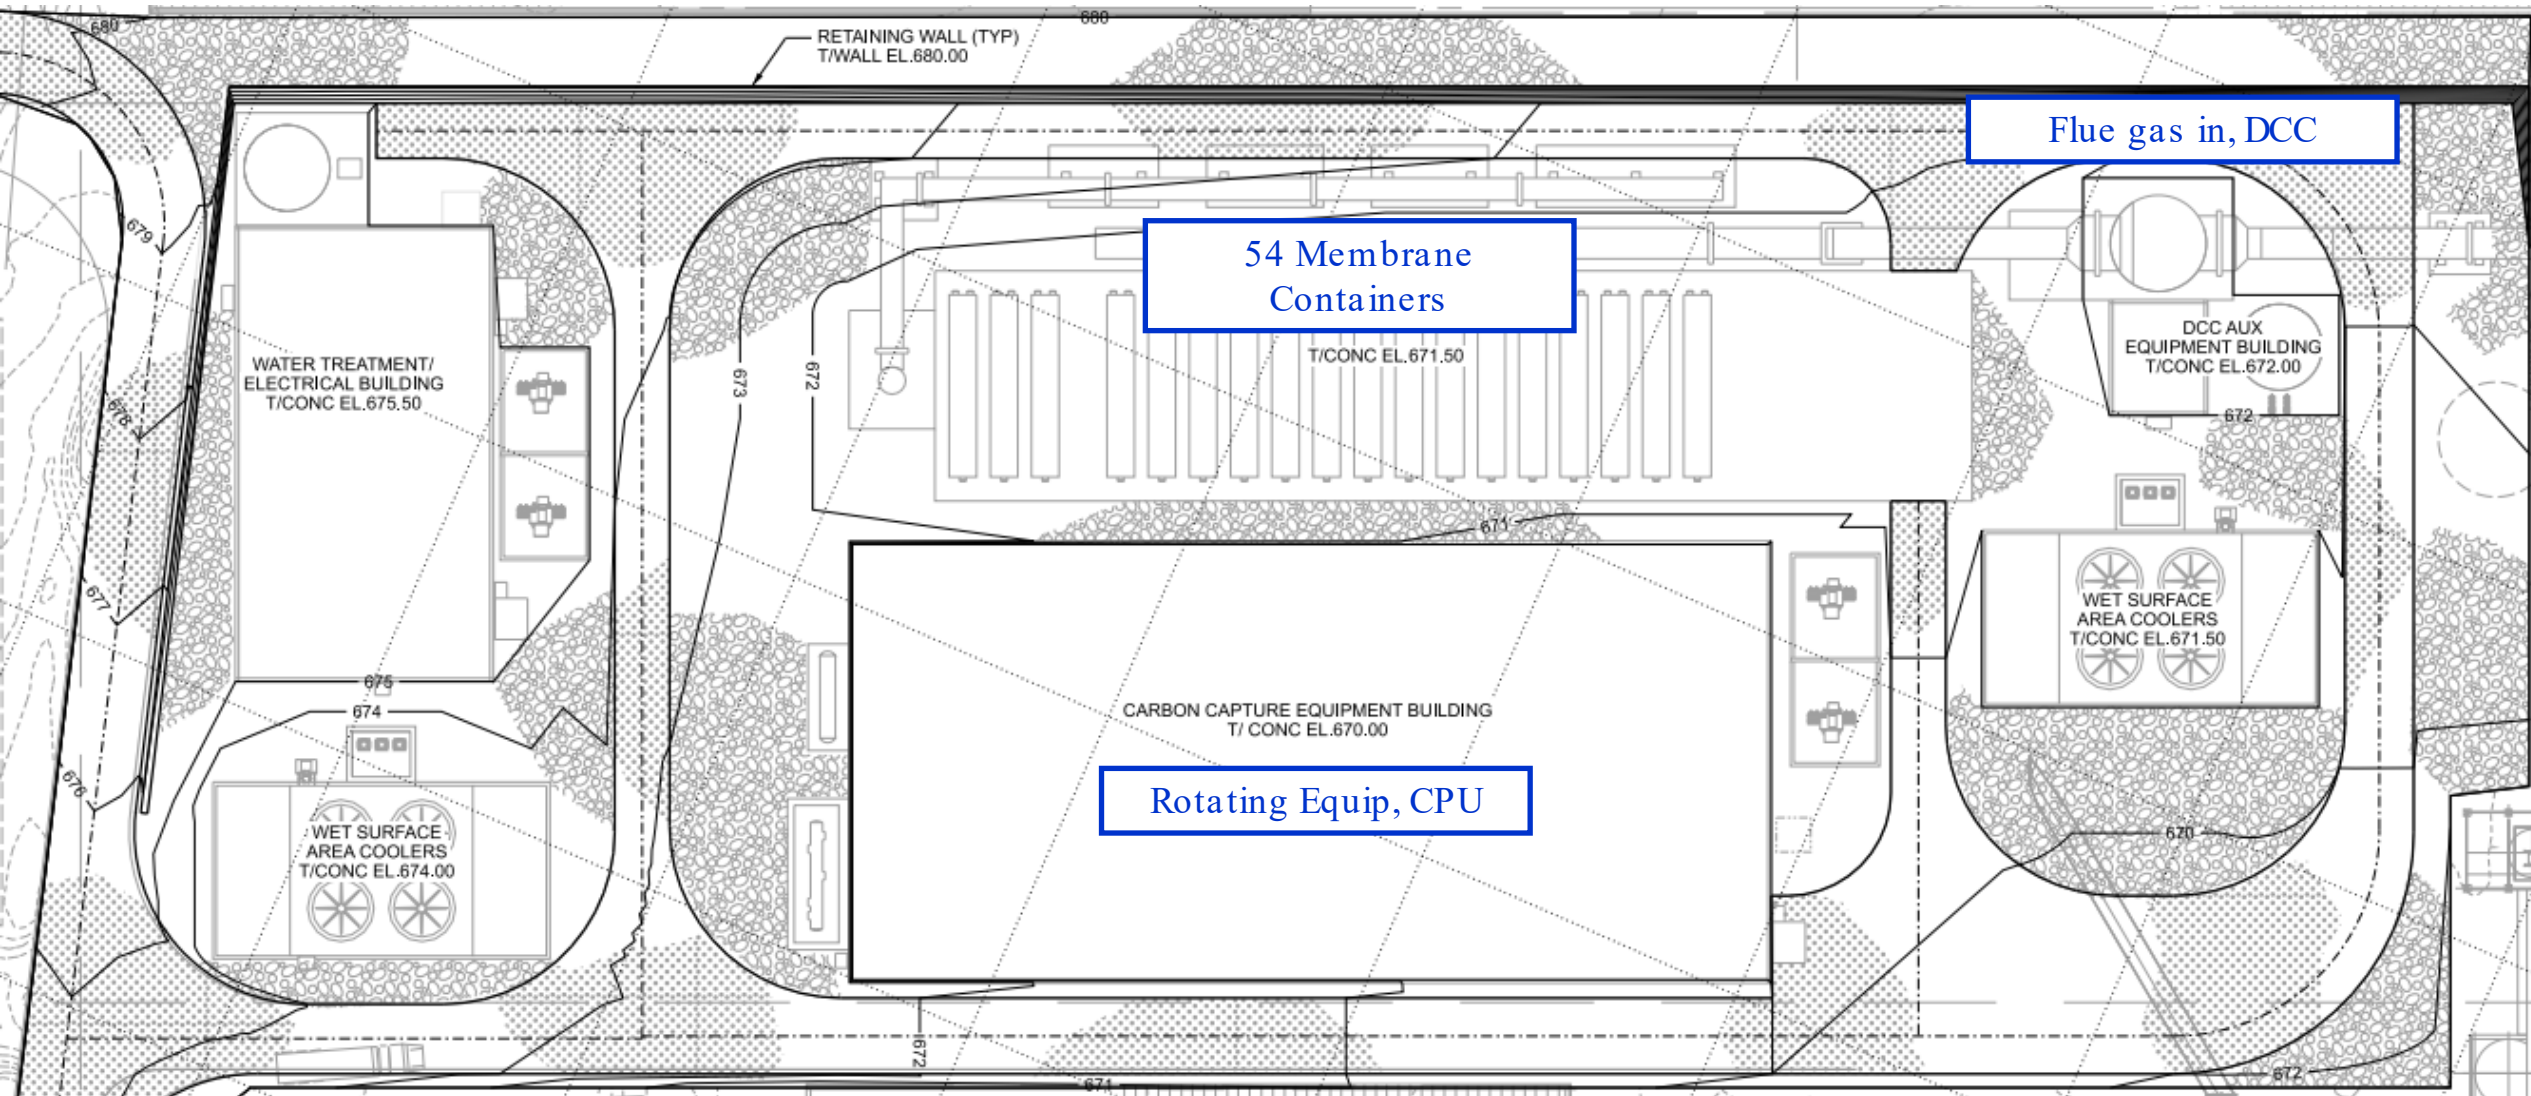 680
680
RETAINING WALL (TYP)
T/WALL EL.680.00
Flue gas in, DCC
679
54 Membrane
Containers
T/CONC EL.671.50
DCC AUX
EQUIPMENT BUILDING
T/CONC EL.672.00
672
WATER TREATMENT/
ELECTRICAL BUILDING
T/CONC EL.675.50
673
672
678
671
677
WET SURFACE
AREA COOLERS
T/CONC EL.671.50
675
674
CARBON CAPTURE EQUIPMENT BUILDING
T/ CONC EL.670.00
676
Rotating Equip, CPU
WET SURFACE
AREA COOLERS
T/CONC EL.674.00
670
672
671
672